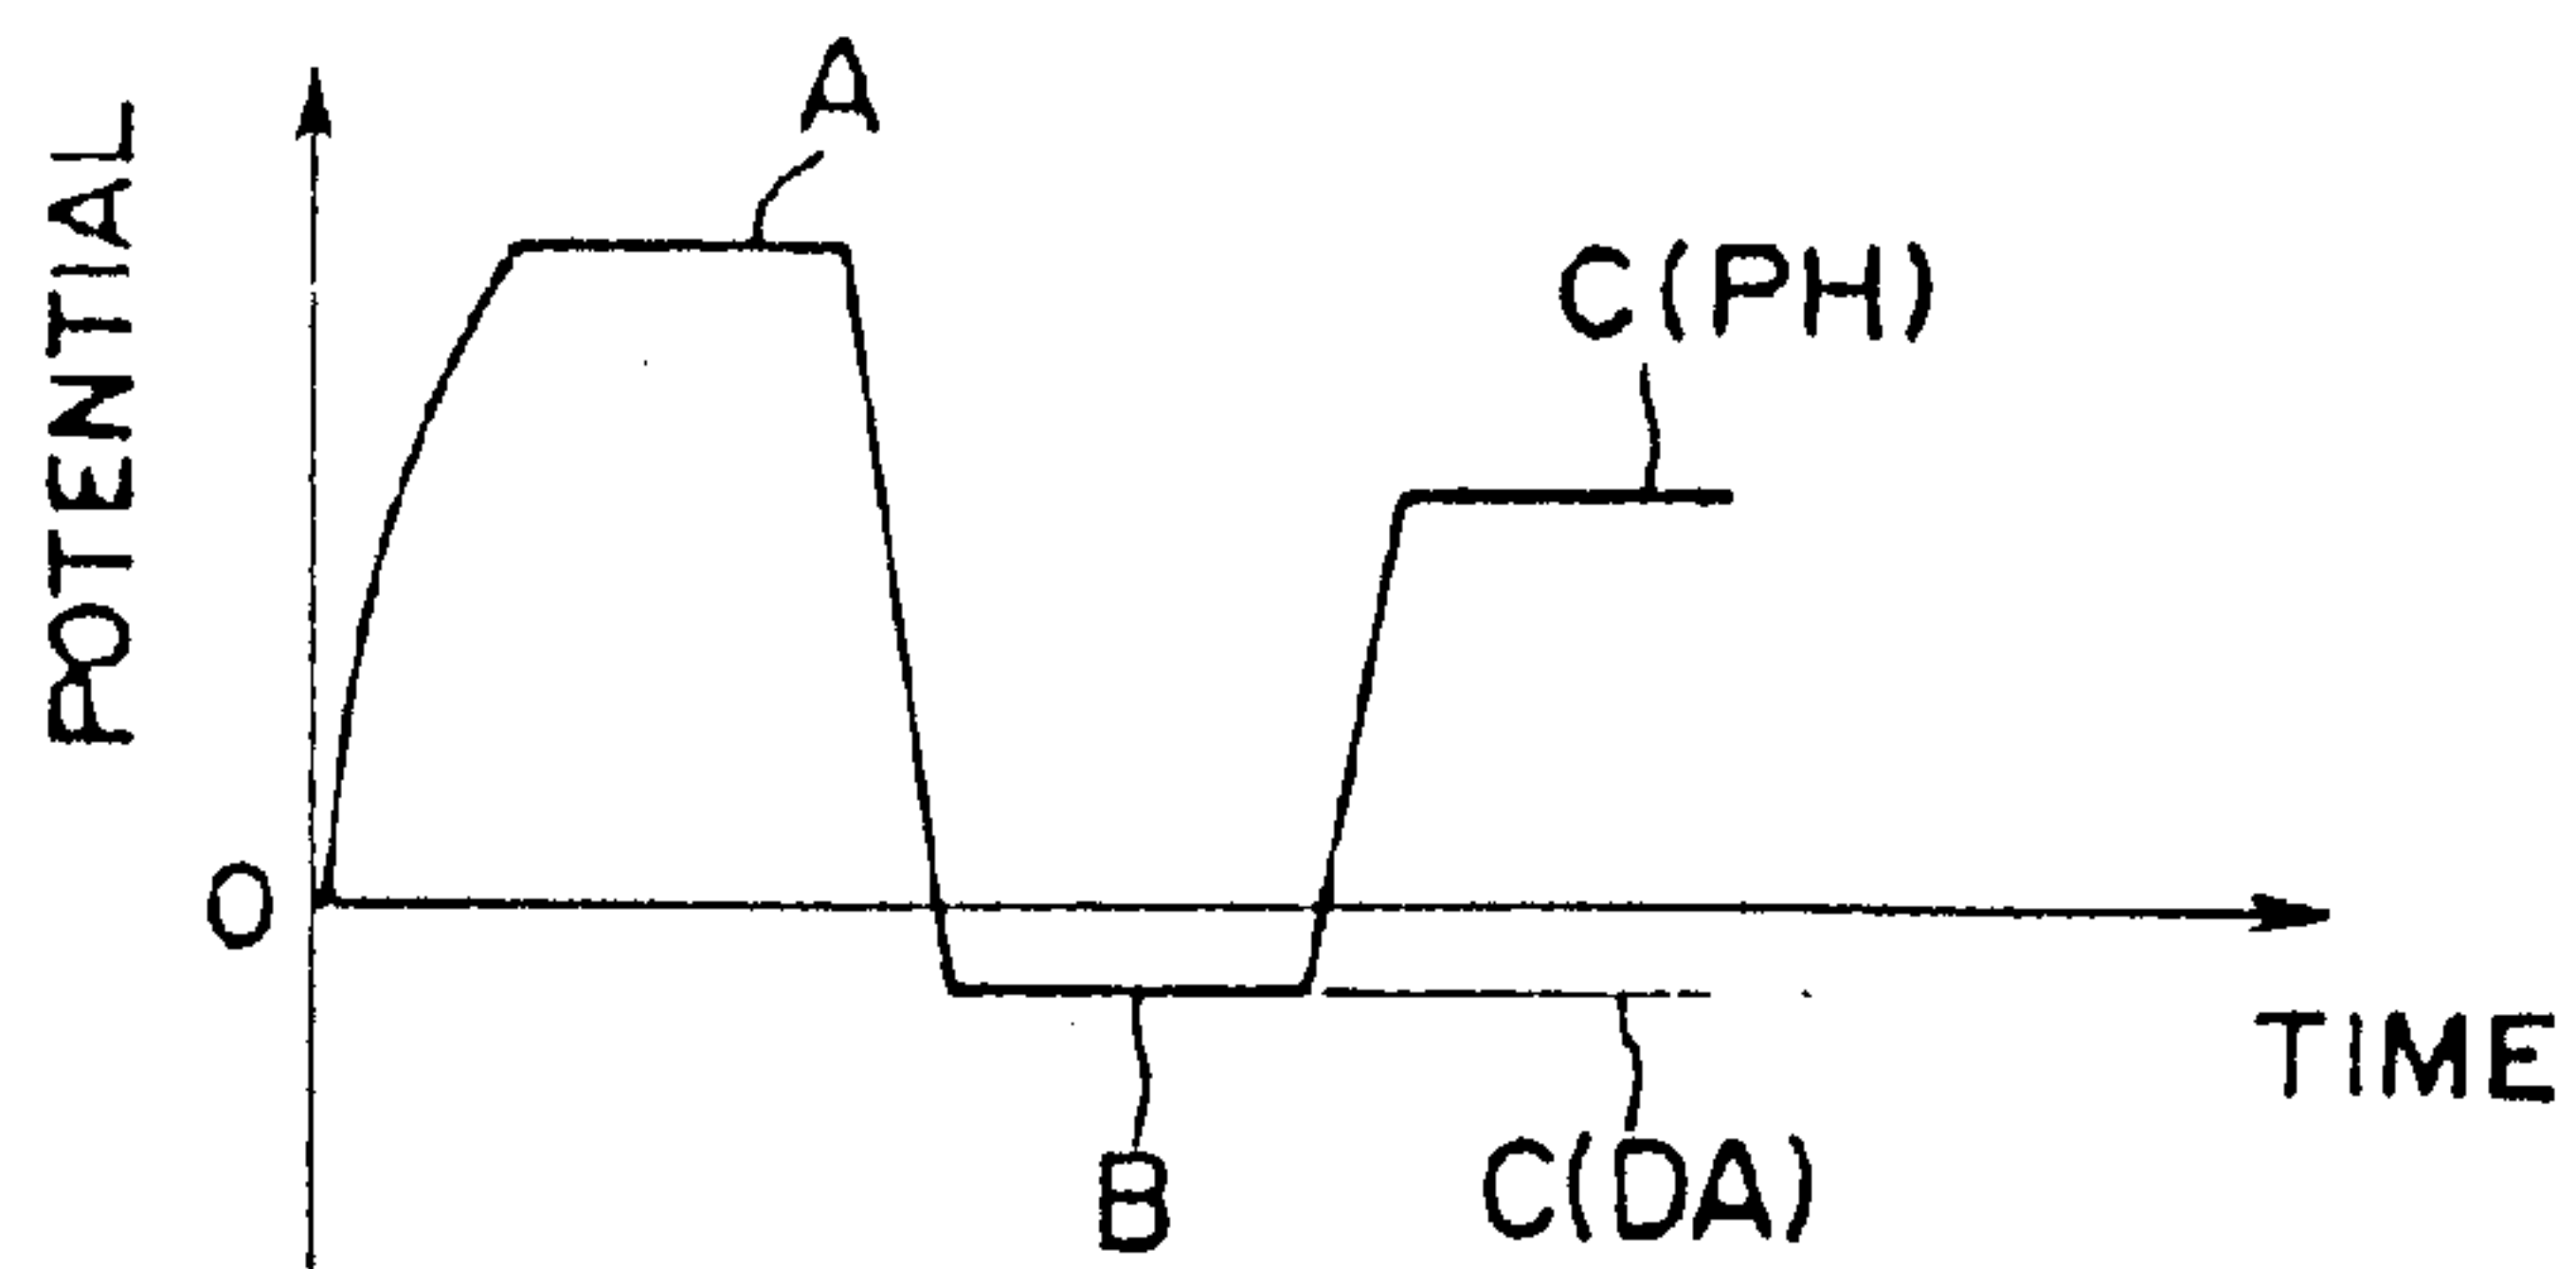 POTENTIAL
A
C(PH)
O
TIME
B
C(DA)